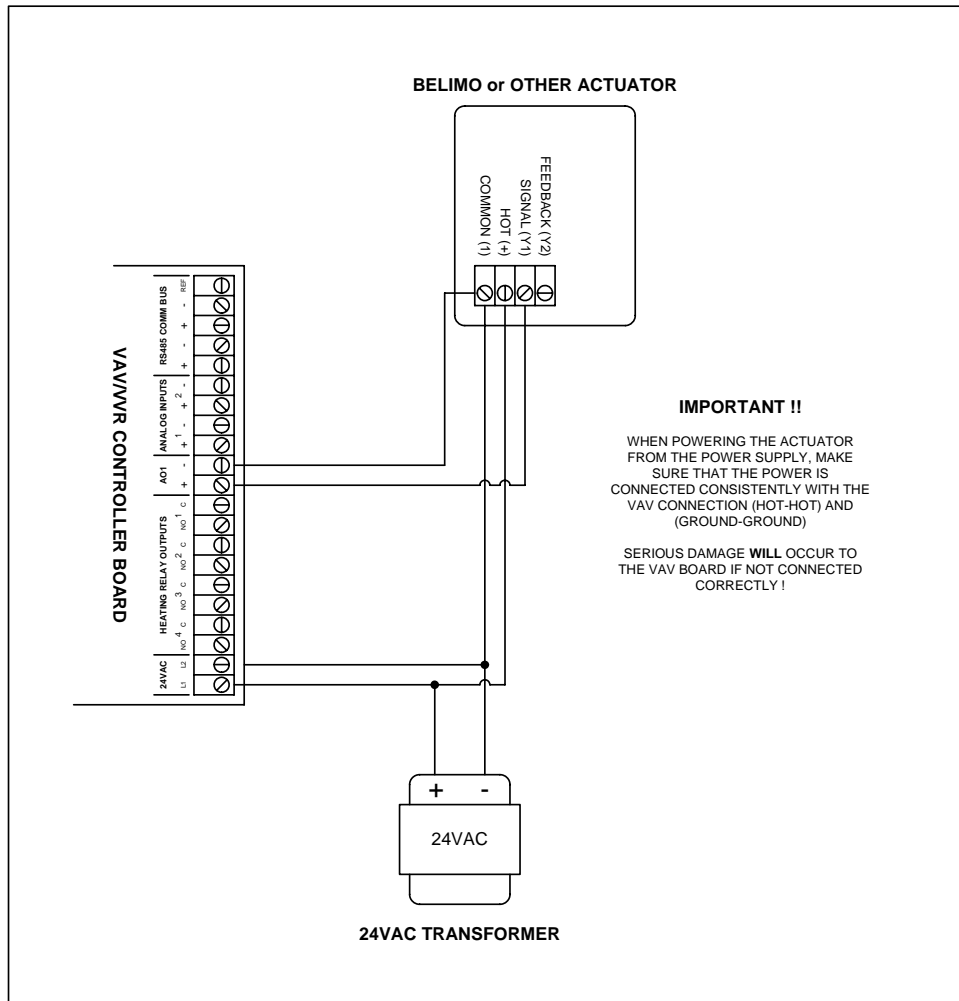 BELIMO or OTHER ACTUATOR
COMMON (1)
HOT (+)
SIGNAL (Y1)
FEEDBACK (Y2)
VAV/VVR CONTROLLER BOARD
RS485 COMM BUS
REF
-
+
-
+
ANALOG INPUTS
-
2
+
-
1
+
AO1
-
+
HEATING RELAY OUTPUTS
C
1
NO
C
2
NO
C
3
NO
C
4
NO
24VAC
L2
L1
IMPORTANT !!
WHEN POWERING THE ACTUATOR
FROM THE POWER SUPPLY, MAKE
SURE THAT THE POWER IS
CONNECTED CONSISTENTLY WITH THE
VAV CONNECTION (HOT-HOT) AND
(GROUND-GROUND)
SERIOUS DAMAGE WILL OCCUR TO
THE VAV BOARD IF NOT CONNECTED
CORRECTLY !
+ -
24VAC
24VAC TRANSFORMER